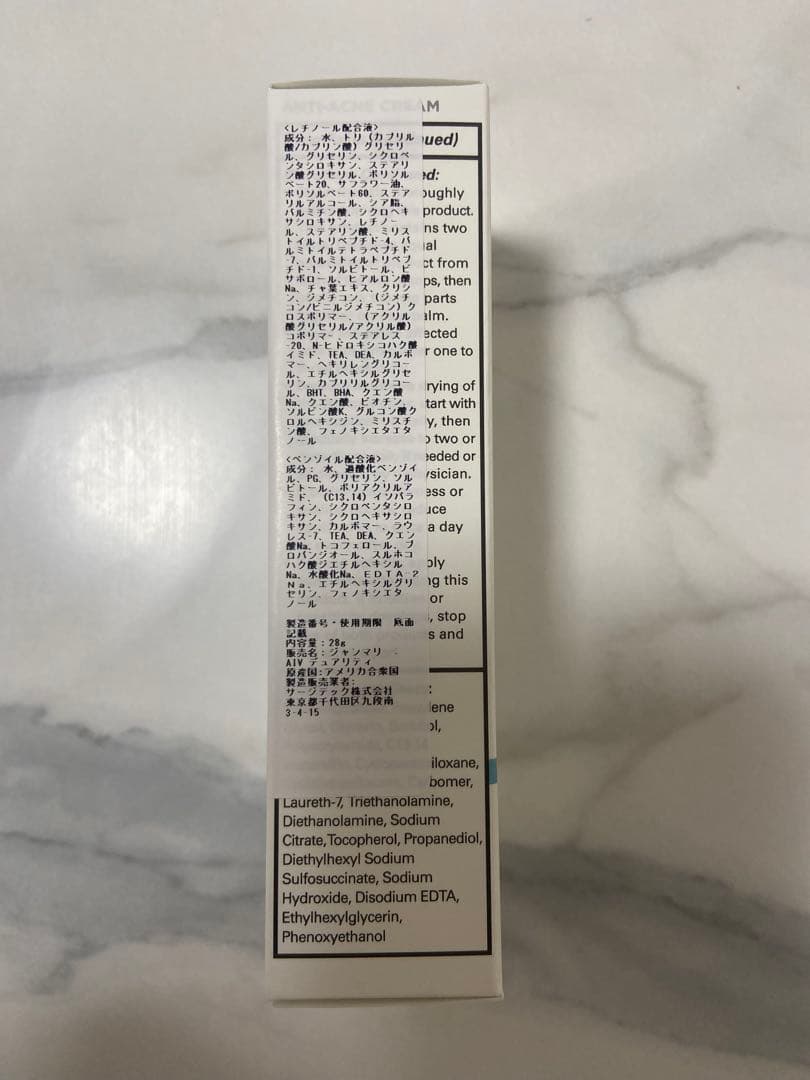 ANTI-ACNE CREAM
<レチノール配合液>
成分： 水、トリ（カプリル
酸/カプリン酸）グリセリ
ル、グリセリン、シクロペ
ンタシロキサン、ステアリ
ン酸グリセリル、ポリソル
ベート20、サフラワー油、
ポリソルベート60、ステア
リルアルコール、シア脂、
パルミチン酸、シクロヘキ
サシロキサン、レチノー
ル、ステアリン酸、ミリス
トイルトリペプチド-4、パ
ルミトイルテトラペプチド
-7、パルミトイルトリペプ
チド-1、ソルビトール、ビ
サボロール、ヒアルロン酸
Na、チャ葉エキス、クリシ
ン、ジメチコン、（ジメチ
コン/ビニルジメチコン）ク
ロスポリマー、（アクリル
酸グリセリル/アクリル酸）
コポリマー、ステアレス
-20、N-ヒドロキシコハク酸
イミド、TEA、DEA、カルボ
マー、ヘキシレングリコー
ル、エチルヘキシルグリセ
リン、カプリリルグリコー
ル、BHT、BHA、クエン酸
Na、クエン酸、ビオチン、
ソルビン酸K、グルコン酸ク
ロルヘキシジン、ミリスチ
ン酸、フェノキシエタエタ
ノール
<ベンゾイル配合液>
成分： 水、過酸化ベンゾイ
ル、PG、グリセリン、ソル
ビトール、ポリアクリルア
ミド、（C13,14）イソパラ
フィン、シクロペンタシロ
キサン、シクロヘキサシロ
キサン、カルボマー、ラウ
レス-7、TEA、DEA、クエン
酸Na、トコフェロール、プ
ロパンジオール、スルホコ
ハク酸ジエチルヘキシル
Na、水酸化Na、ＥＤＴＡ-２
Ｎａ、エチルヘキシルグリ
セリン、フェノキシエタ
ノール
製造番号・使用期限 底面
記載
内容量：28g
販売名：ジャンマリー
AIV デュアリティ
原産国：アメリカ合衆国
製造販売業者：
サージテック株式会社
東京都千代田区九段南
3-4-15
ued)
ed:
oughly
product.
ns two
al
ct from
ps, then
parts
alm.
ected
r one to
drying of
tart with
y, then
o two or
eeded or
ysician.
ess or
uce
a day
ply
ng this
or
, stop
s and
:
lene
ol,
iloxane,
bomer,
Laureth-7, Triethanolamine,
Diethanolamine, Sodium
Citrate,Tocopherol, Propanediol,
Diethylhexyl Sodium
Sulfosuccinate, Sodium
Hydroxide, Disodium EDTA,
Ethylhexylglycerin,
Phenoxyethanol